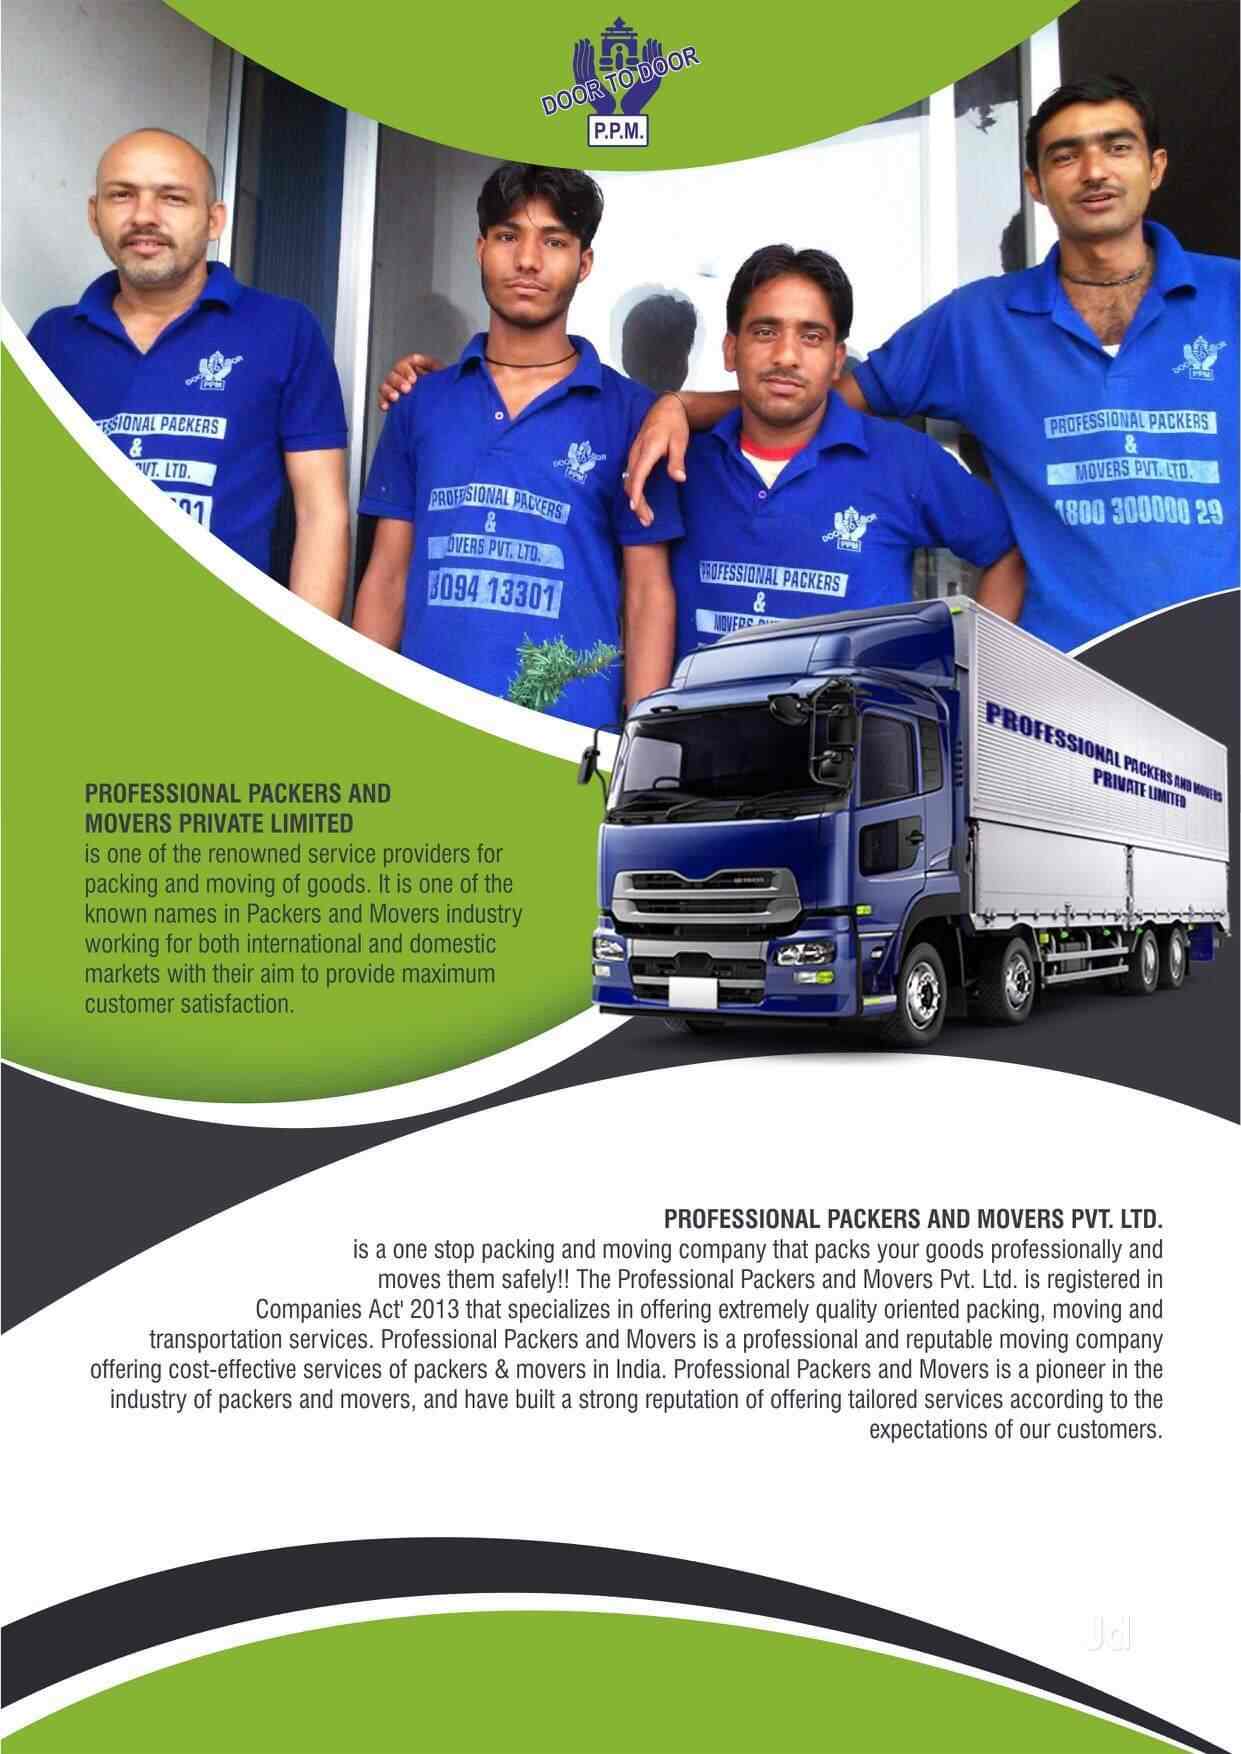 DOOR TO DOOR
P.P.M.
PPM
PACKERS
&
PVT. LTD.
PPM
PACKERS
&
PVT. LTD.
13301
PPM
PROFESSIONAL PACKERS
&
PPM
PROFESSIONAL PACKERS
&
MOVERS PVT. LTD.
1800 300000 29
PROFESSIONAL PACKERS AND MOVERS
PRIVATE LIMITED
PROFESSIONAL PACKERS AND
MOVERS PRIVATE LIMITED
is one of the renowned service providers for
packing and moving of goods. It is one of the
known names in Packers and Movers industry
working for both international and domestic
markets with their aim to provide maximum
customer satisfaction.
PROFESSIONAL PACKERS AND MOVERS PVT. LTD.
is a one stop packing and moving company that packs your goods professionally and
moves them safely!! The Professional Packers and Movers Pvt. Ltd. is registered in
Companies Act' 2013 that specializes in offering extremely quality oriented packing, moving and
transportation services. Professional Packers and Movers is a professional and reputable moving company
offering cost-effective services of packers & movers in India. Professional Packers and Movers is a pioneer in the
industry of packers and movers, and have built a strong reputation of offering tailored services according to the
expectations of our customers.
Jd